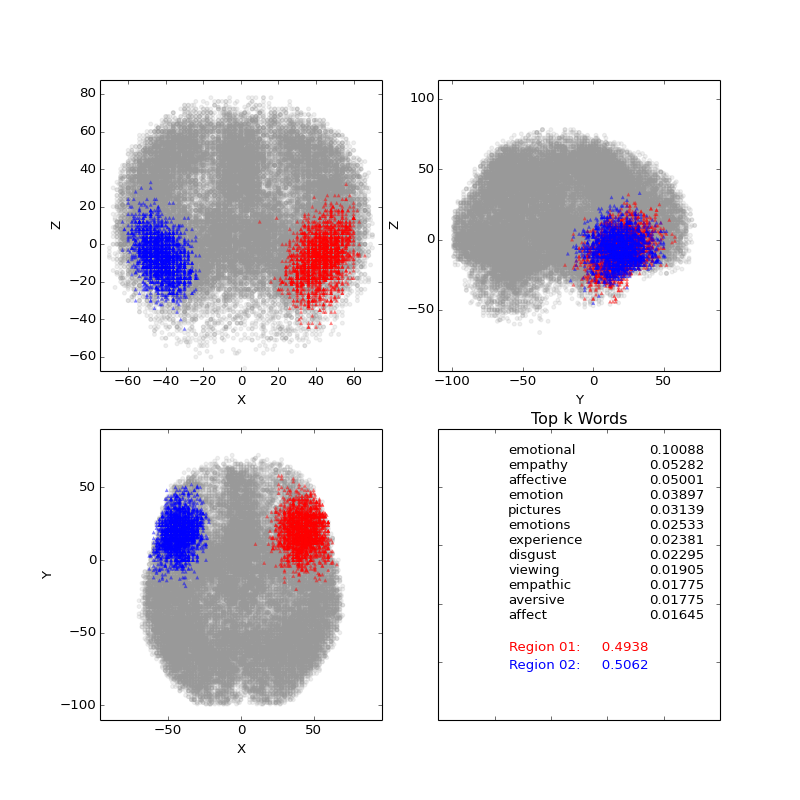 80
60
40
20
0
−20
−40
−60
Z
−60 −40 −20 0 20 40 60
X
100
50
0
−50
Z
−100 −50 0 50
Y
50
0
−50
−100
Y
−50 0 50
X
Top k Words
emotional 0.10088
empathy 0.05282
affective 0.05001
emotion 0.03897
pictures 0.03139
emotions 0.02533
experience 0.02381
disgust 0.02295
viewing 0.01905
empathic 0.01775
aversive 0.01775
affect 0.01645
Region 01: 0.4938
Region 02: 0.5062